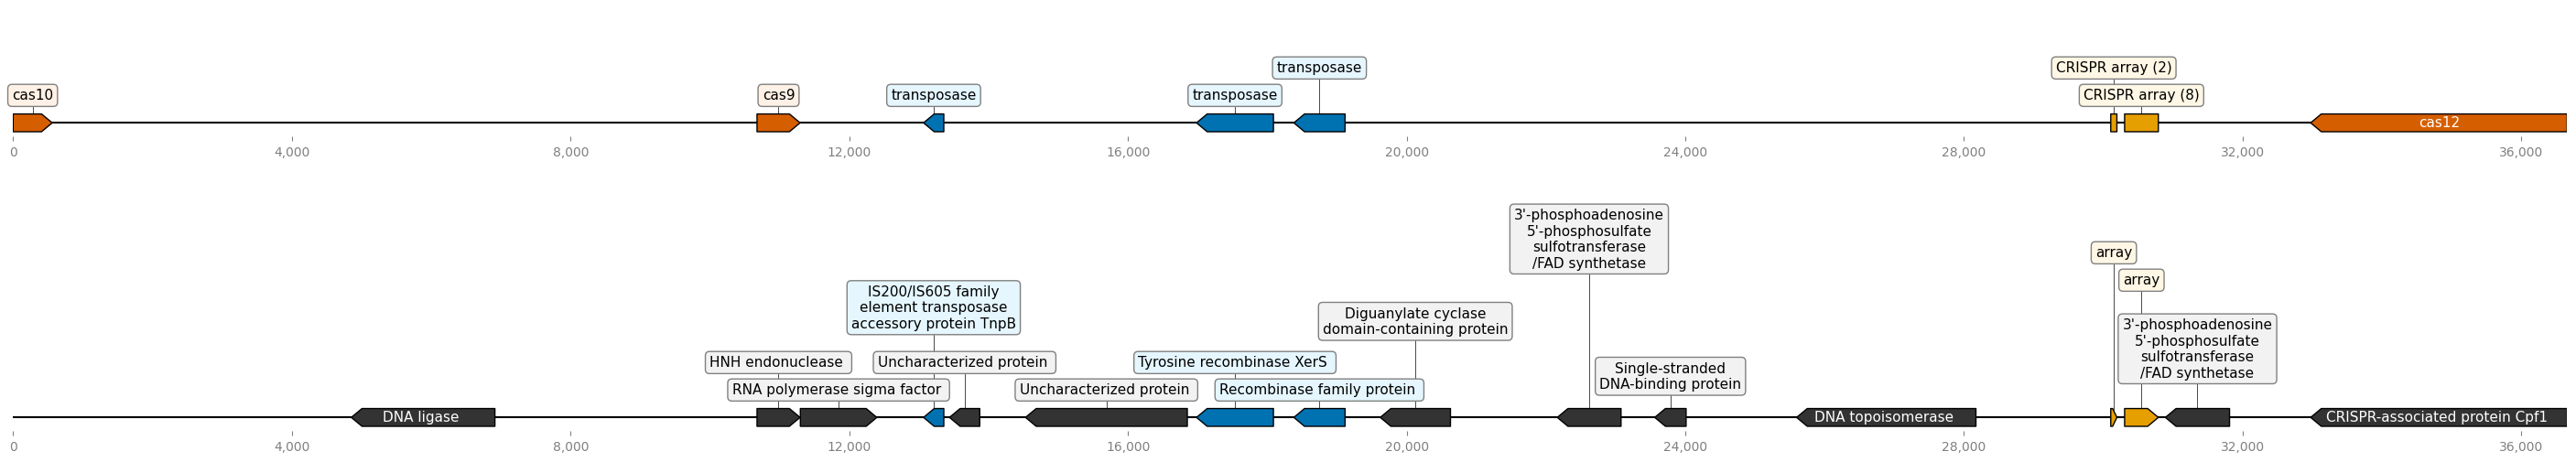 transposase
CRISPR array (2)
cas10
cas9
transposase
transposase
CRISPR array (8)
cas12
0
4,000
8,000
12,000
16,000
20,000
24,000
28,000
32,000
36,000
3'-phosphoadenosine
5'-phosphosulfate
sulfotransferase
/FAD synthetase
array
array
IS200/IS605 family
element transposase
accessory protein TnpB
Diguanylate cyclase
domain-containing protein
3'-phosphoadenosine
5'-phosphosulfate
sulfotransferase
/FAD synthetase
HNH endonuclease
Uncharacterized protein
Tyrosine recombinase XerS
Single-stranded
DNA-binding protein
RNA polymerase sigma factor
Uncharacterized protein
Recombinase family protein
DNA ligase
DNA topoisomerase
CRISPR-associated protein Cpf1
0
4,000
8,000
12,000
16,000
20,000
24,000
28,000
32,000
36,000